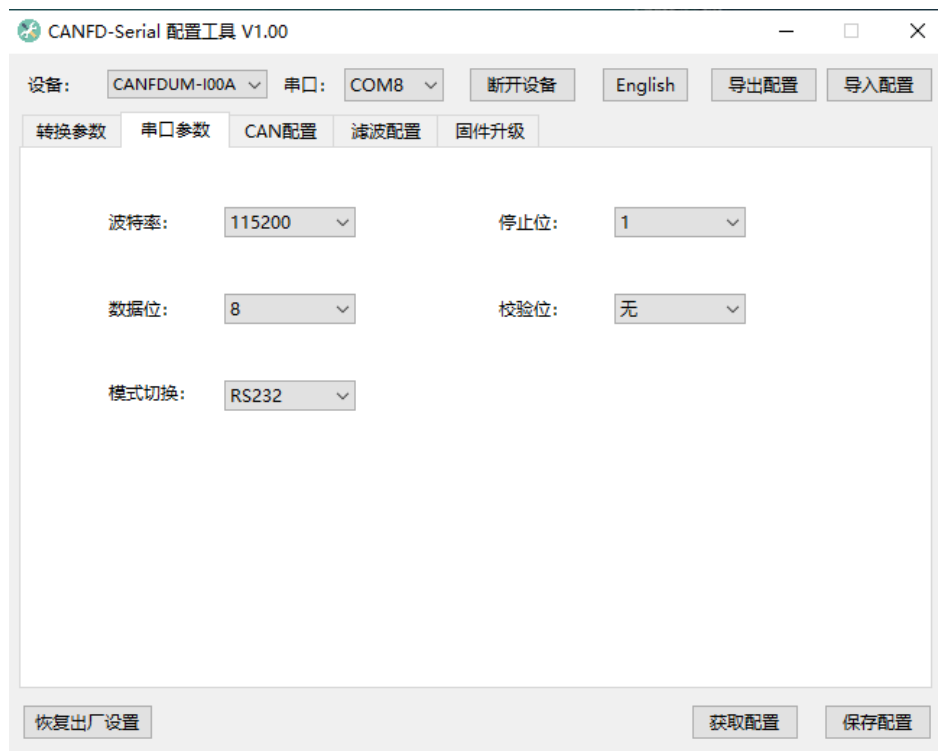 CANFD-Serial 配置工具 V1.00
设备: CANFDUM-I00A 串口: COM8 断开设备 English 导出配置 导入配置
转换参数 串口参数 CAN配置 滤波配置 固件升级
波特率: 115200 停止位: 1
数据位: 8 校验位: 无
模式切换: RS232
恢复出厂设置 获取配置 保存配置